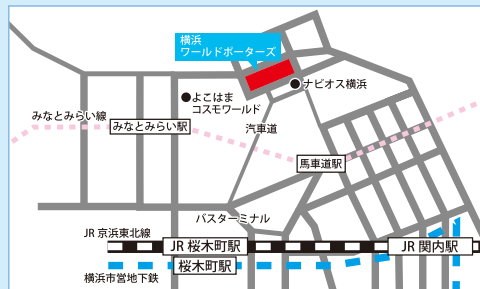 横浜
ワールドポーターズ
ナビオス横浜
よこはま
コスモワールド
みなとみらい線
みなとみらい駅
汽車道
馬車道駅
バスターミナル
JR 京浜東北線
JR 桜木町駅
JR 関内駅
桜木町駅
横浜市営地下鉄